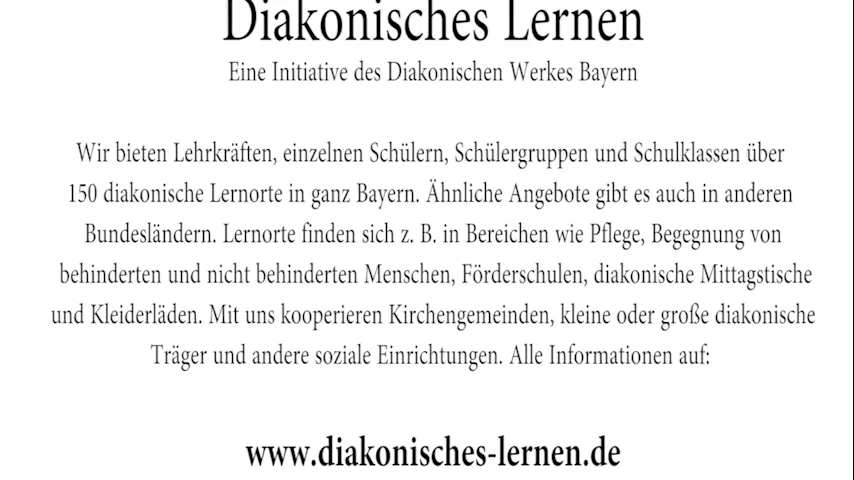 Diakonisches Lernen
Eine Initiative des Diakonischen Werkes Bayern
Wir bieten Lehrkräften, einzelnen Schülern, Schülergruppen und Schulklassen über
150 diakonische Lernorte in ganz Bayern. Ähnliche Angebote gibt es auch in anderen
Bundesländern. Lernorte finden sich z. B. in Bereichen wie Pflege, Begegnung von
behinderten und nicht behinderten Menschen, Förderschulen, diakonische Mittagstische
und Kleiderläden. Mit uns kooperieren Kirchengemeinden, kleine oder große diakonische
Träger und andere soziale Einrichtungen. Alle Informationen auf:
www.diakonisches-lernen.de